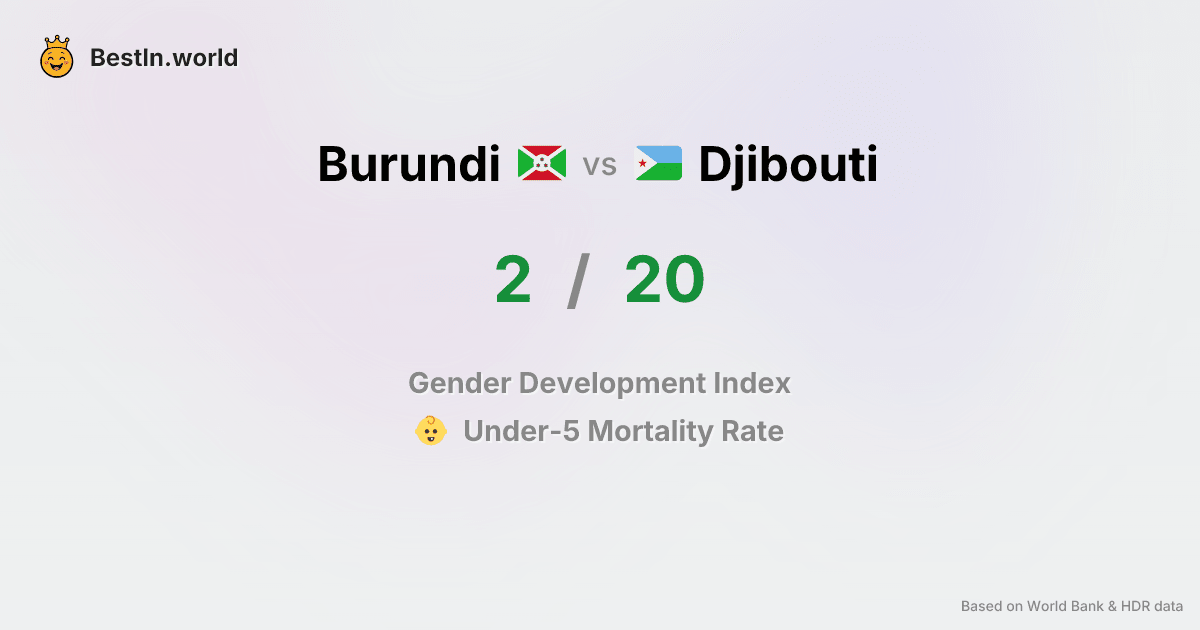 BestIn.world
Burundi vs Djibouti
2 / 20
Gender Development Index
Under-5 Mortality Rate
Based on World Bank & HDR data